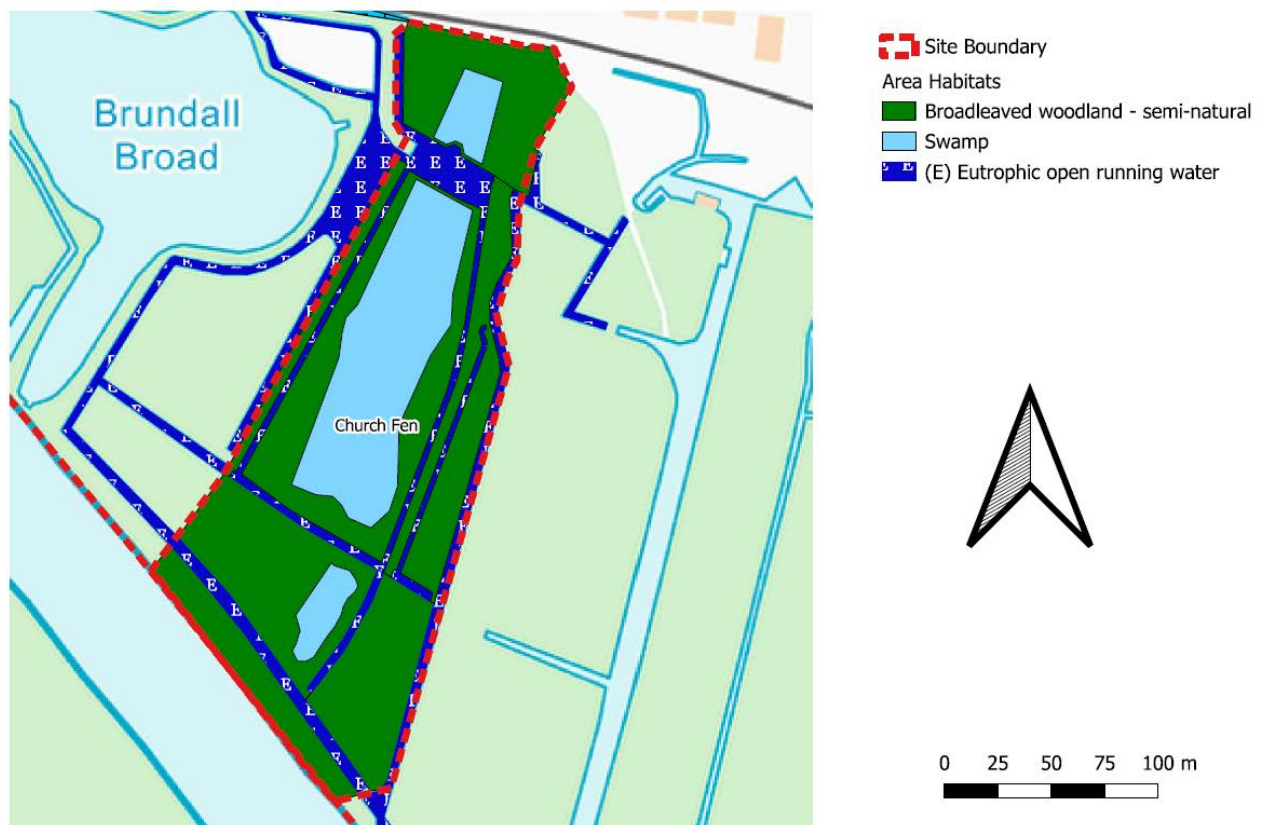 Brundall
Broad
Church Fen
Site Boundary
Area Habitats
Broadleaved woodland - semi-natural
Swamp
E E
(E) Eutrophic open running water
0 25 50 75 100 m